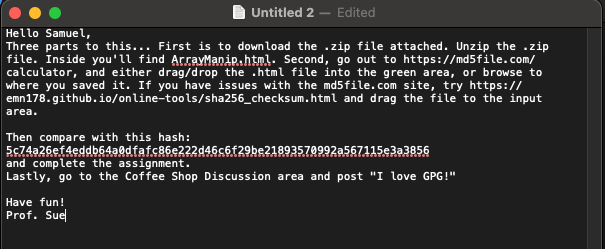 Untitled 2 — Edited
Hello Samuel,
Three parts to this... First is to download the .zip file attached. Unzip the .zip
file. Inside you'll find ArrayManip.html. Second, go out to https://md5file.com/
calculator, and either drag/drop the .html file into the green area, or browse to
where you saved it. If you have issues with the md5file.com site, try https://
emn178.github.io/online-tools/sha256_checksum.html and drag the file to the input
area.
Then compare with this hash:
5c74a26ef4eddb64a0dfafc86e222d46c6f29be21893570992a567115e3a3856
and complete the assignment.
Lastly, go to the Coffee Shop Discussion area and post "I love GPG!"
Have fun!
Prof. Sue